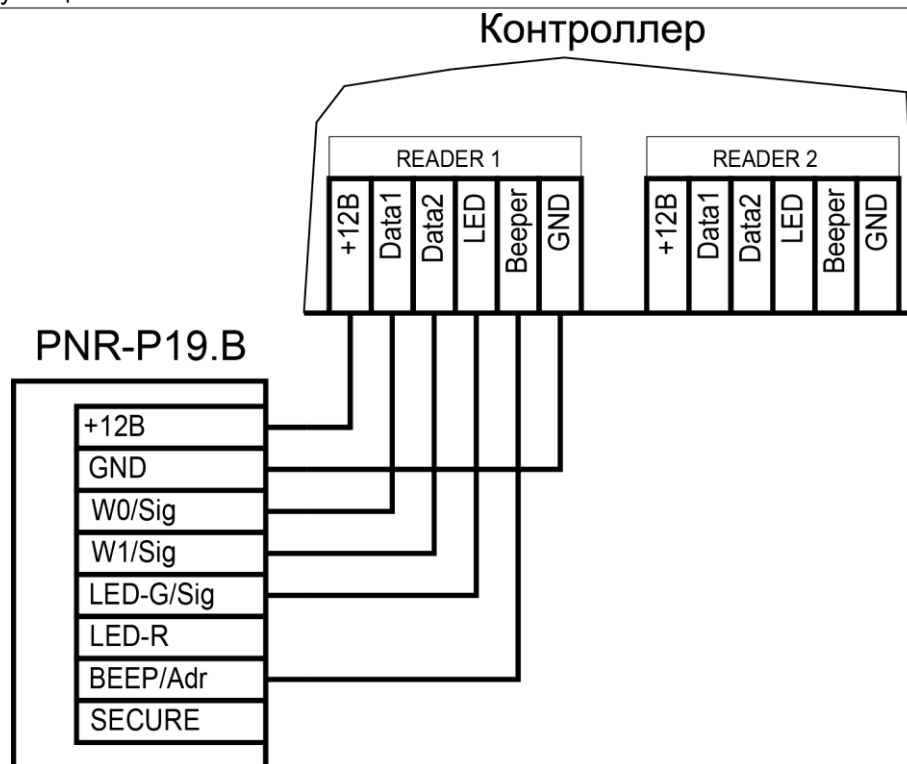 Контроллер
READER 1
READER 2
+12В
Data1
Data2
LED
Beeper
GND
+12В
Data1
Data2
LED
Beeper
GND
PNR-P19.B
+12В
GND
W0/Sig
W1/Sig
LED-G/Sig
LED-R
BEEP/Adr
SECURE